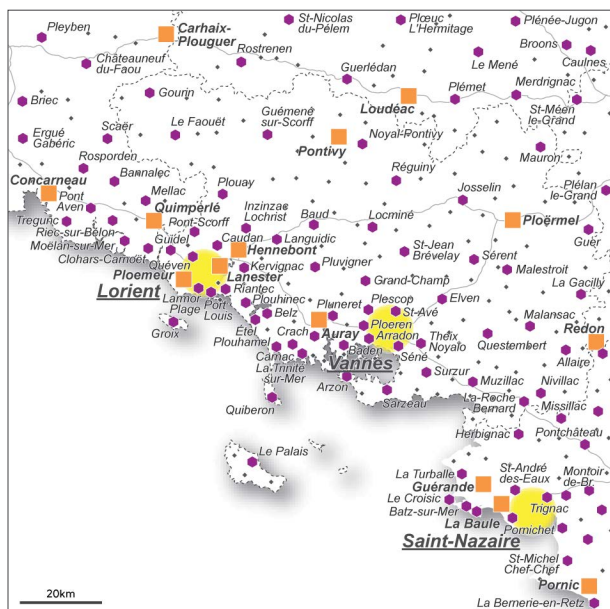 Pleyben
Carhaix-
Plouguer
St-Nicolas
du-Pélem
Plœuc
L'Hermitage
Plénée-Jugon
Châteauneuf
du-Faou
Rostrenen
Le Mené
Broons
Caulnes
Guerlédan
Merdrignac
Briec
Gourin
Loudéac
Plémet
St-Méen
le-Grand
Ergué
Gabéric
Scaër
Le Faouët
Guémené
sur-Scorff
Pontivy
Noyal-Pontivy
Mauron
Rosporden
Bannalec
Réguiny
Plélan
le-Grand
Concarneau
Pont
Aven
Mellac
Plouay
Josselin
Quimperlé
Inzinzac
Lochrist
Baud
Locminé
Ploërmel
Tregunc
Riec-sur-Bélon
Moëlan-sur-Mer
Pont-Scorff
Guidel
Caudan
Languidic
Guer
Clohars-Carnoët
Hennebont
St-Jean
Brévelay
Sérent
Quéven
Kervignac
Pluvigner
Malestroit
Ploemeur
Lanester
Riantec
Grand-Champ
La Gacilly
Lorient
Lamor
Plage
Port
Louis
Plouhinec
Pluneret
Plescop
St-Avé
Elven
Belz
Ploeren
Malansac
Groix
Étel
Crach
Auray
Arradon
Theix
Noyalo
Redon
Plouhamel
Baden
Séné
Questembert
Carnac
Vannes
Allaire
La-Trinité
sur-Mer
Arzon
Surzur
Muzillac
Nivillac
Sarzeau
La-Roche
Bernard
Missillac
Quiberon
Herbignac
Pontchâteau
Le Palais
La Turballe
St-André
des-Eaux
Montoir
de-Br.
Guérande
Le Croisic
Trignac
Batz-sur-Mer
La Baule
Pornichet
Saint-Nazaire
St-Michel
Chef-Chef
Pornic
20km
La Bernerie-en-Retz